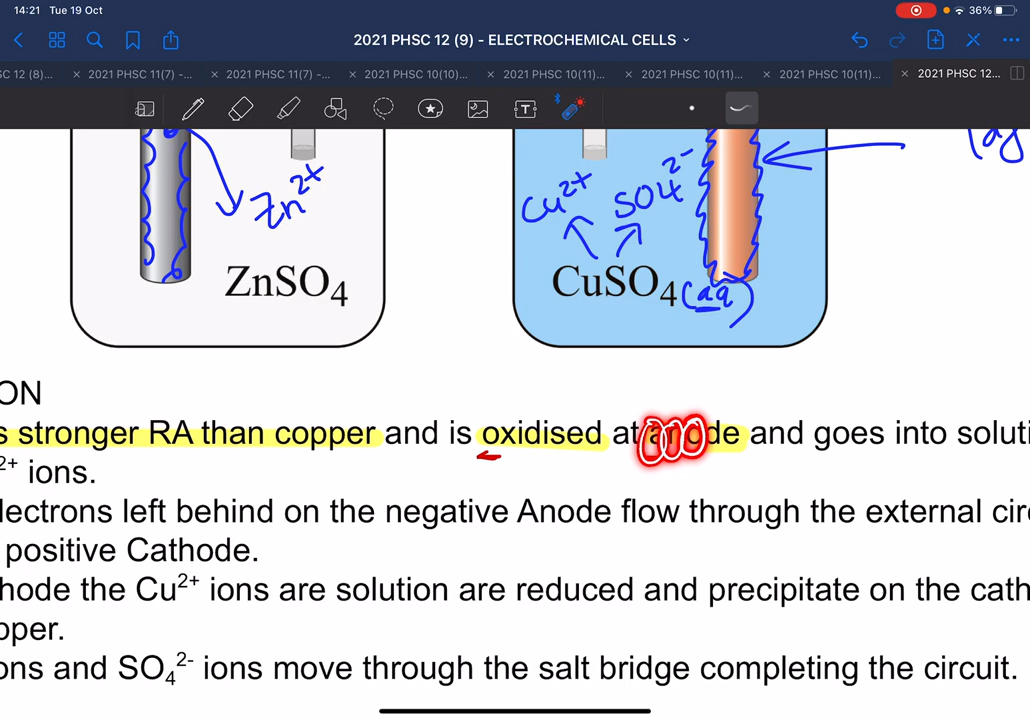 14:21 Tue 19 Oct 36%
2021 PHSC 12 (9) - ELECTROCHEMICAL CELLS
SC 12 (8)... 2021 PHSC 11(7) -... 2021 PHSC 11(7) -... 2021 PHSC 10(10)... 2021 PHSC 10(11)... 2021 PHSC 10(11)... 2021 PHSC 10(11)... 2021 PHSC 12...
Zn²⁺
Cu²⁺ SO4²⁻
ZnSO₄
CuSO₄(aq)
ON
s stronger RA than copper and is oxidised at anode and goes into soluti
²⁺ ions.
lectrons left behind on the negative Anode flow through the external cir
positive Cathode.
hode the Cu²⁺ ions are solution are reduced and precipitate on the cath
pper.
ons and SO₄²⁻ ions move through the salt bridge completing the circuit.